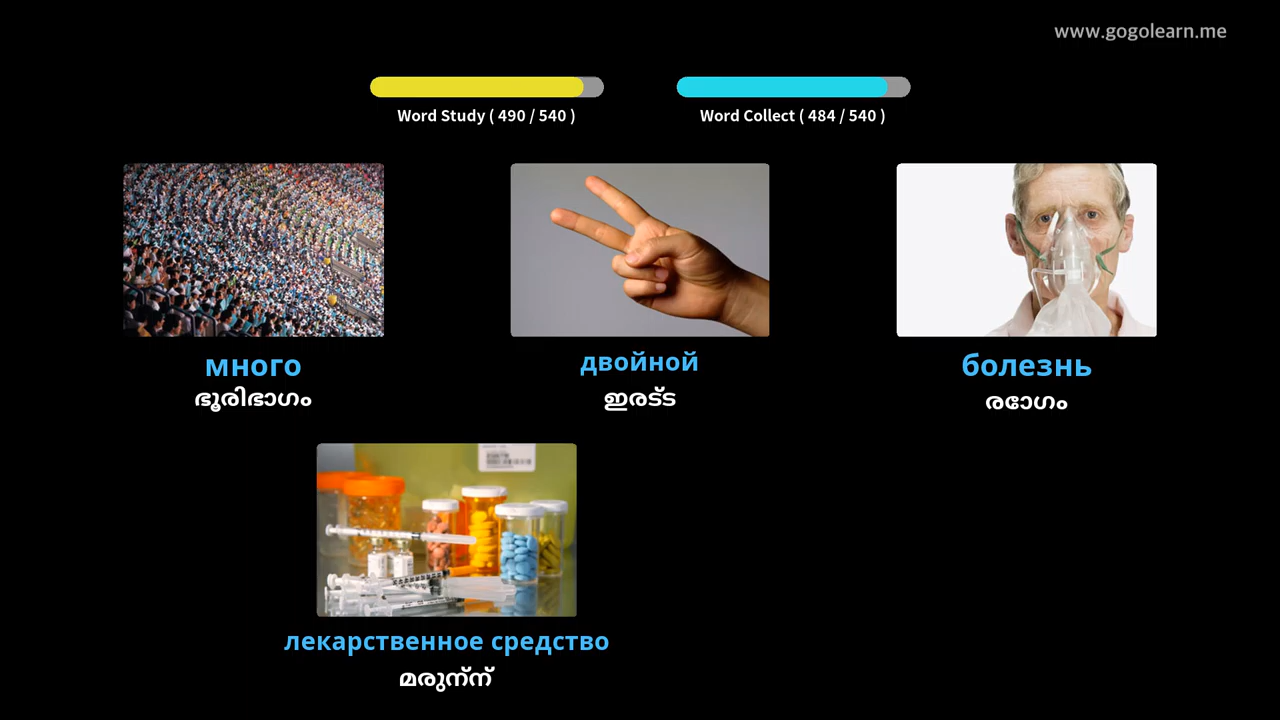 www.gogolearn.me
Word Study ( 490 / 540 )
Word Collect ( 484 / 540 )
много
двойной
болезнь
ഭൂരിഭാഗം
ഇരട്ട
രോഗം
лекарственное средство
മരുന്ന്